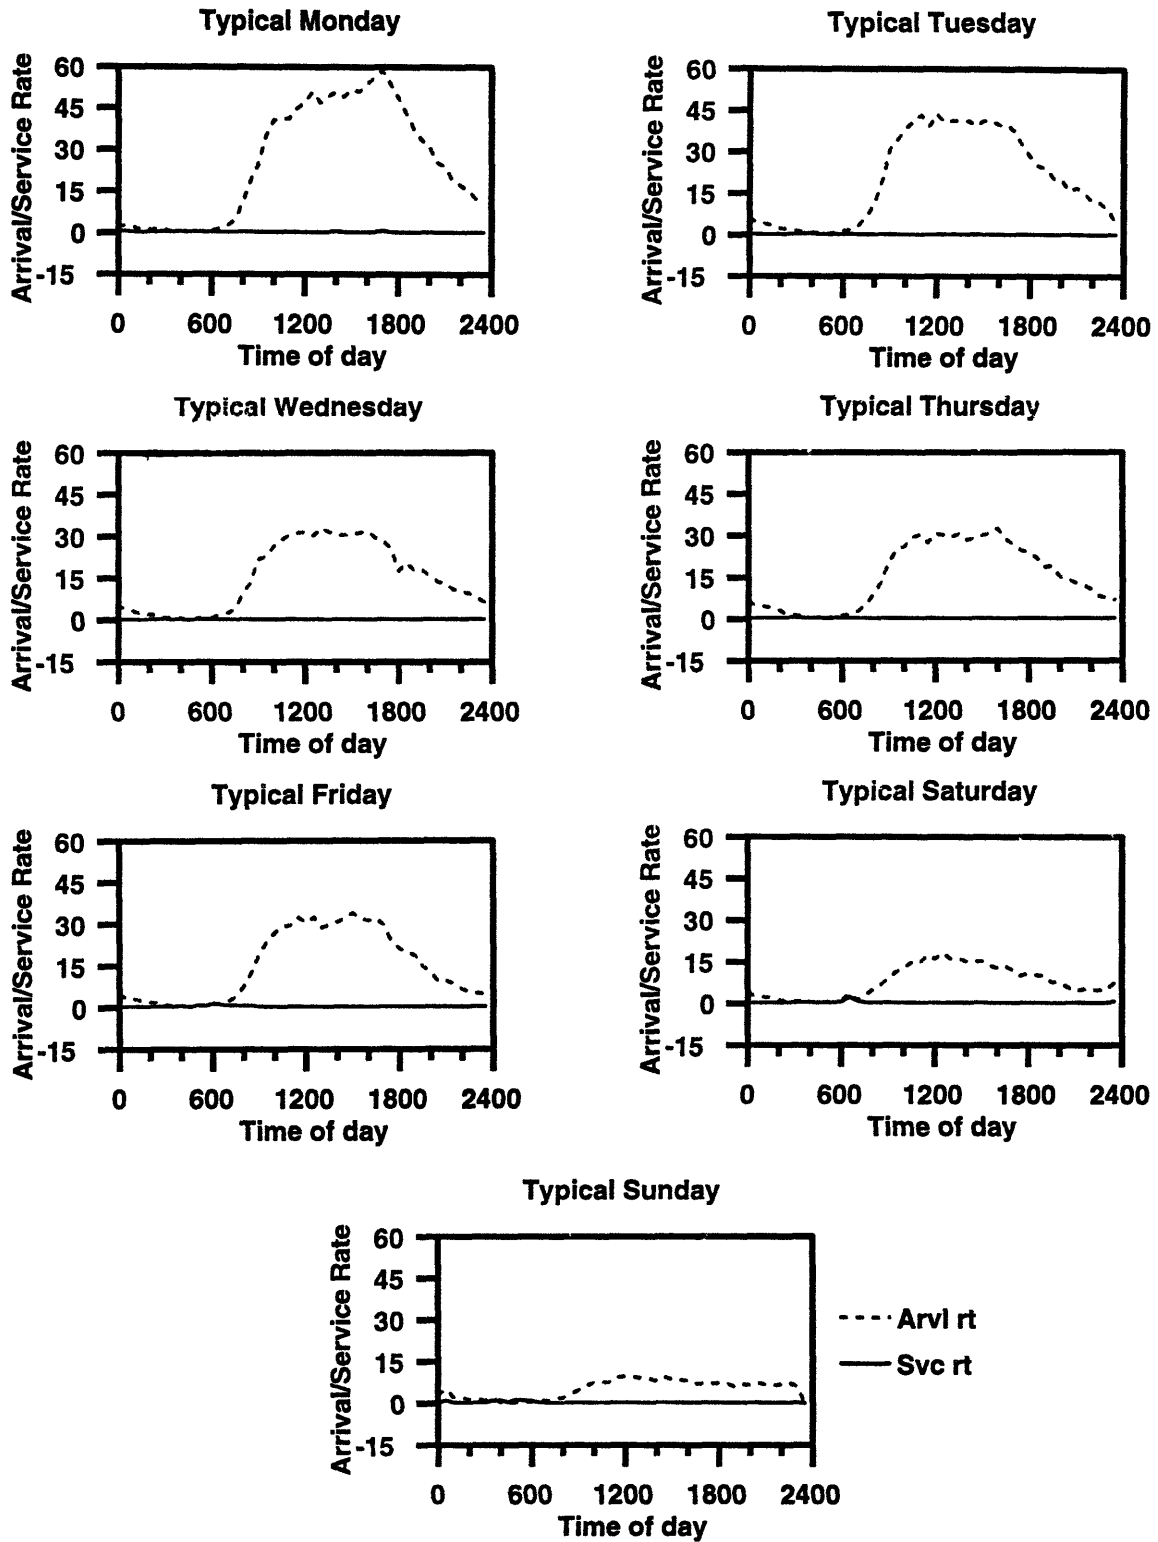 Typical Monday
Arrival/Service Rate
60
45
30
15
0
-15
0 600 1200 1800 2400
Time of day
Typical Tuesday
Arrival/Service Rate
60
45
30
15
0
-15
0 600 1200 1800 2400
Time of day
Typical Wednesday
Arrival/Service Rate
60
45
30
15
0
-15
0 600 1200 1800 2400
Time of day
Typical Thursday
Arrival/Service Rate
60
45
30
15
0
-15
0 600 1200 1800 2400
Time of day
Typical Friday
Arrival/Service Rate
60
45
30
15
0
-15
0 600 1200 1800 2400
Time of day
Typical Saturday
Arrival/Service Rate
60
45
30
15
0
-15
0 600 1200 1800 2400
Time of day
Typical Sunday
Arrival/Service Rate
60
45
30
15
0
-15
0 600 1200 1800 2400
Time of day
Arvl rt
Svc rt